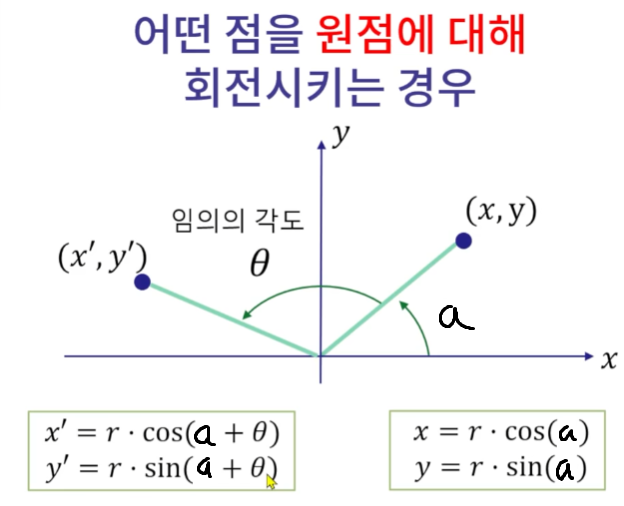 어떤 점을 원점에 대해
회전시키는 경우
y
(x, y)
임의의 각도
(x′, y′)
θ
a
x
x′ = r · cos(a + θ)
y′ = r · sin(a + θ)
x = r · cos(a)
y = r · sin(a)